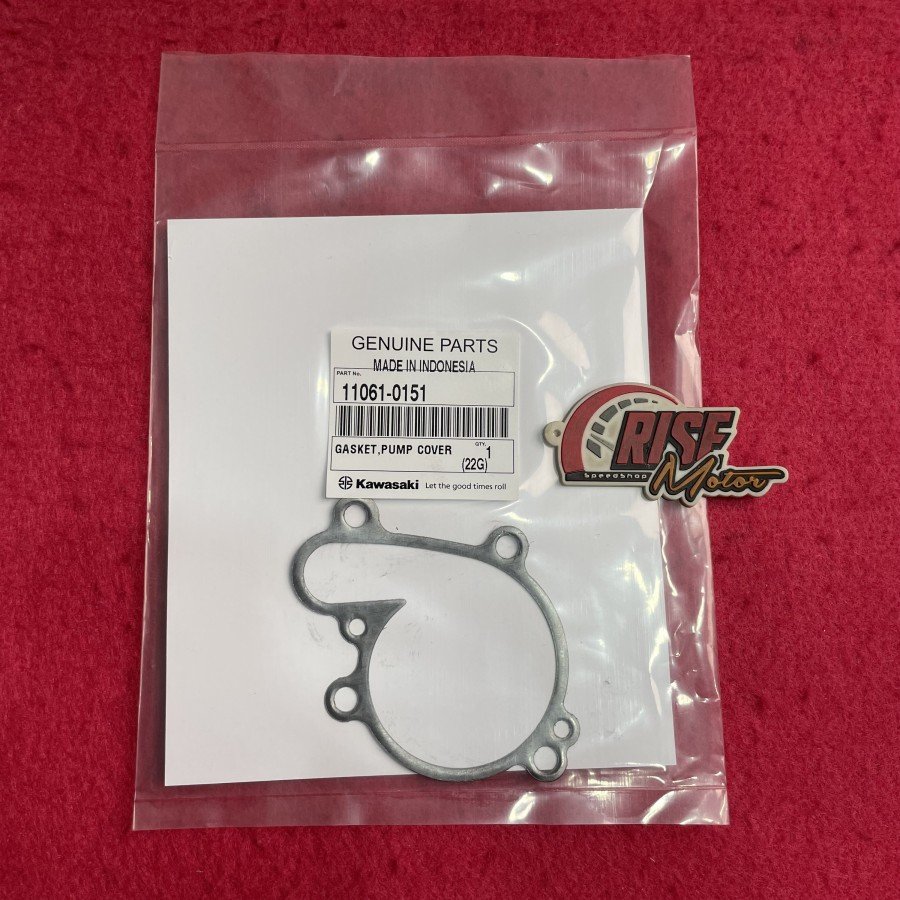 GENUINE PARTS
MADE IN INDONESIA
PART No.
11061-0151
GASKET,PUMP COVER
QTY. 1
(22G)
Kawasaki Let the good times roll
RISE
SpeedShop
Motor